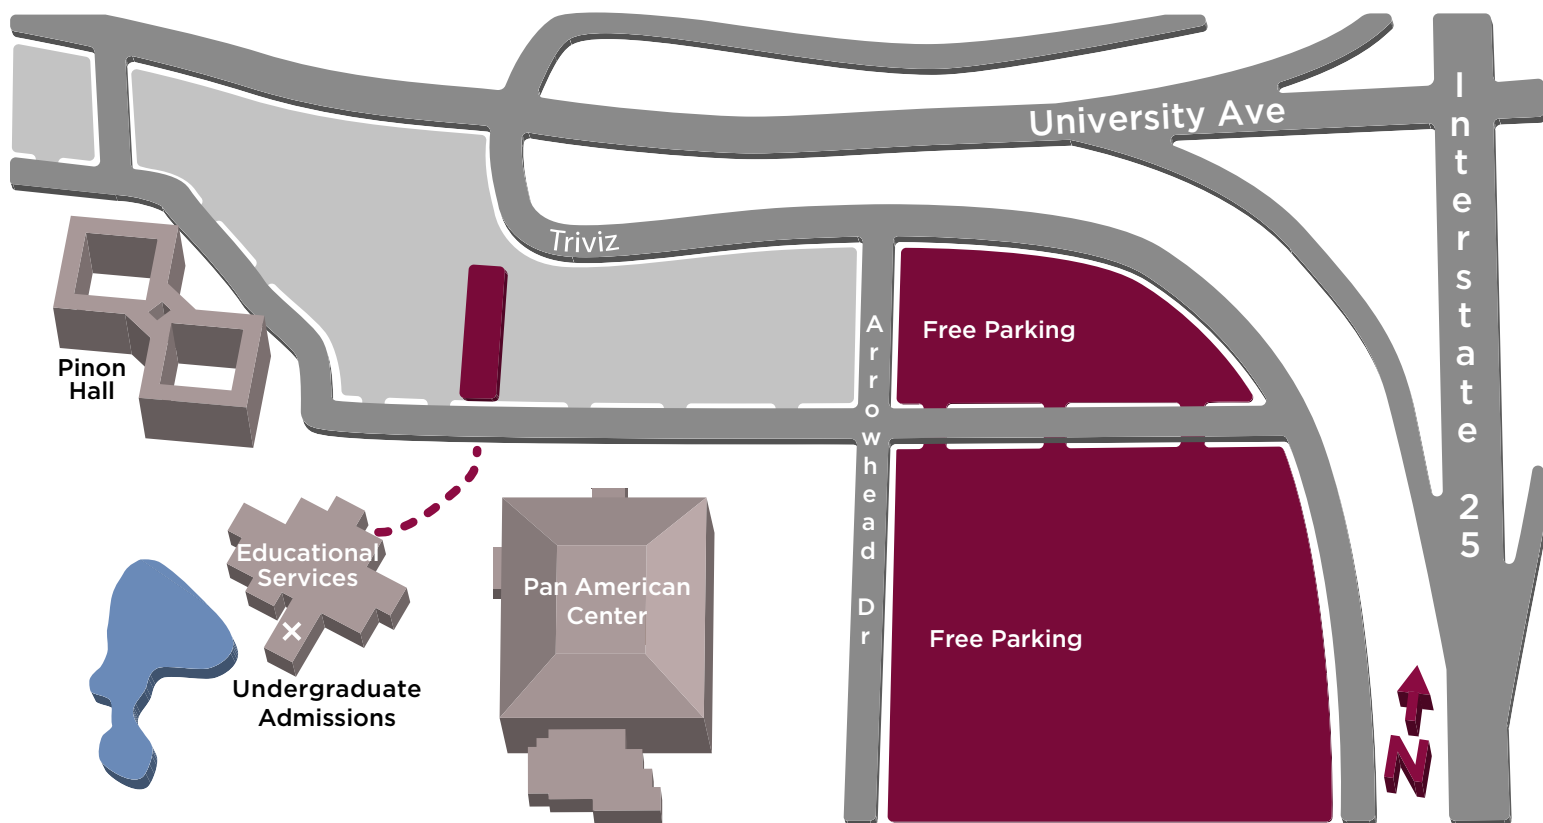 University Ave
Interstate 25
Triviz
Arrowhead Dr
Free Parking
Pinon
Hall
Educational
Services
Pan American
Center
Free Parking
Undergraduate
Admissions
N